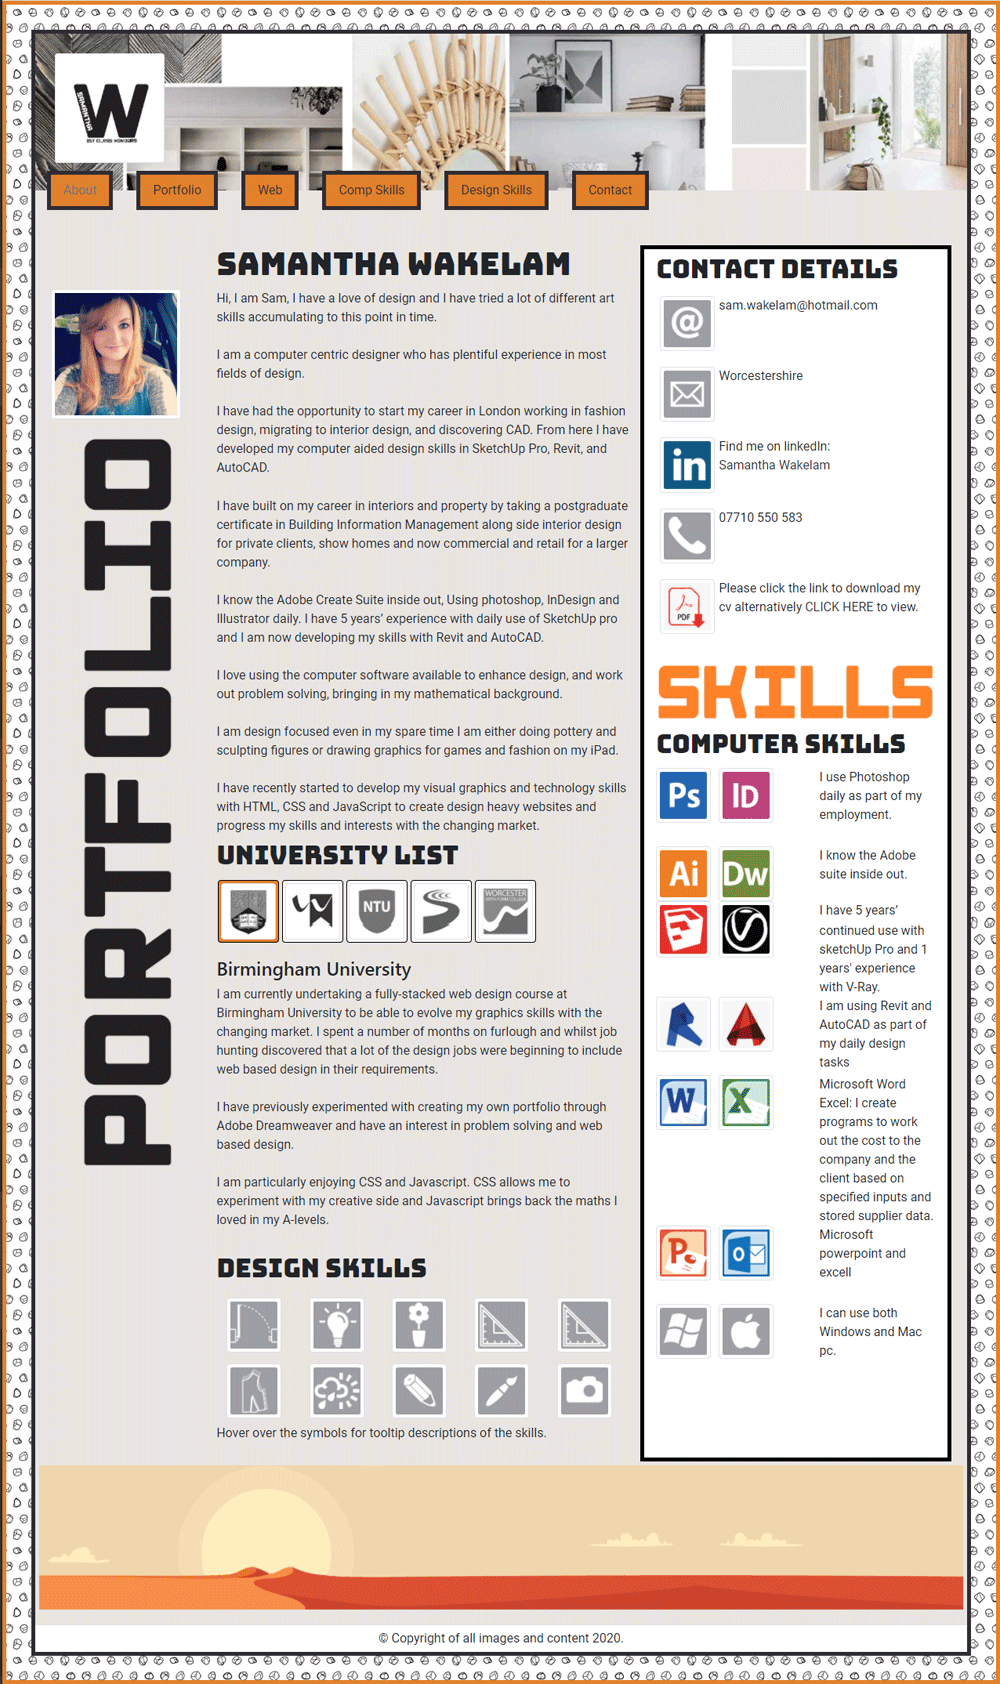 SAMANTHA
W
1ST CLASS HONOURS
About
Portfolio
Web
Comp Skills
Design Skills
Contact
PORTFOLIO
SAMANTHA WAKELAM
Hi, I am Sam, I have a love of design and I have tried a lot of different art
skills accumulating to this point in time.
I am a computer centric designer who has plentiful experience in most
fields of design.
I have had the opportunity to start my career in London working in fashion
design, migrating to interior design, and discovering CAD. From here I have
developed my computer aided design skills in SketchUp Pro, Revit, and
AutoCAD.
I have built on my career in interiors and property by taking a postgraduate
certificate in Building Information Management along side interior design
for private clients, show homes and now commercial and retail for a larger
company.
I know the Adobe Create Suite inside out, Using photoshop, InDesign and
Illustrator daily. I have 5 years' experience with daily use of SketchUp pro
and I am now developing my skills with Revit and AutoCAD.
I love using the computer software available to enhance design, and work
out problem solving, bringing in my mathematical background.
I am design focused even in my spare time I am either doing pottery and
sculpting figures or drawing graphics for games and fashion on my iPad.
I have recently started to develop my visual graphics and technology skills
with HTML, CSS and JavaScript to create design heavy websites and
progress my skills and interests with the changing market.
UNIVERSITY LIST
NTU
WORCESTER
SIXTH FORM COLLEGE
Birmingham University
I am currently undertaking a fully-stacked web design course at
Birmingham University to be able to evolve my graphics skills with the
changing market. I spent a number of months on furlough and whilst job
hunting discovered that a lot of the design jobs were beginning to include
web based design in their requirements.
I have previously experimented with creating my own portfolio through
Adobe Dreamweaver and have an interest in problem solving and web
based design.
I am particularly enjoying CSS and Javascript. CSS allows me to
experiment with my creative side and Javascript brings back the maths I
loved in my A-levels.
DESIGN SKILLS
Hover over the symbols for tooltip descriptions of the skills.
CONTACT DETAILS
@
sam.wakelam@hotmail.com
Worcestershire
in
Find me on linkedIn:
Samantha Wakelam
07710 550 583
PDF
Please click the link to download my
cv alternatively CLICK HERE to view.
SKILLS
COMPUTER SKILLS
Ps
ID
I use Photoshop
daily as part of my
employment.
Ai
Dw
I know the Adobe
suite inside out.
I have 5 years'
continued use with
sketchUp Pro and 1
years' experience
with V-Ray.
I am using Revit and
AutoCAD as part of
my daily design
tasks
W
X
Microsoft Word
Excel: I create
programs to work
out the cost to the
company and the
client based on
specified inputs and
stored supplier data.
P
O
Microsoft
powerpoint and
excell
I can use both
Windows and Mac
pc.
© Copyright of all images and content 2020.